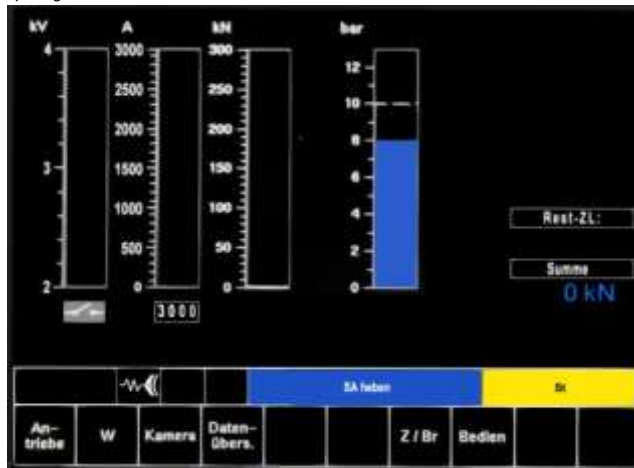 kV A kN bar
4 3000 300
12
2500 250
10
2000 200
8
3 1500 150
6
1000 100
4
Rest-ZL:
500 50
2
Summe
2 0 0 0
0 kN
3000
SA heben St
An-
triebe
W
Kamera
Daten-
übers.
Z / Br
Bedien